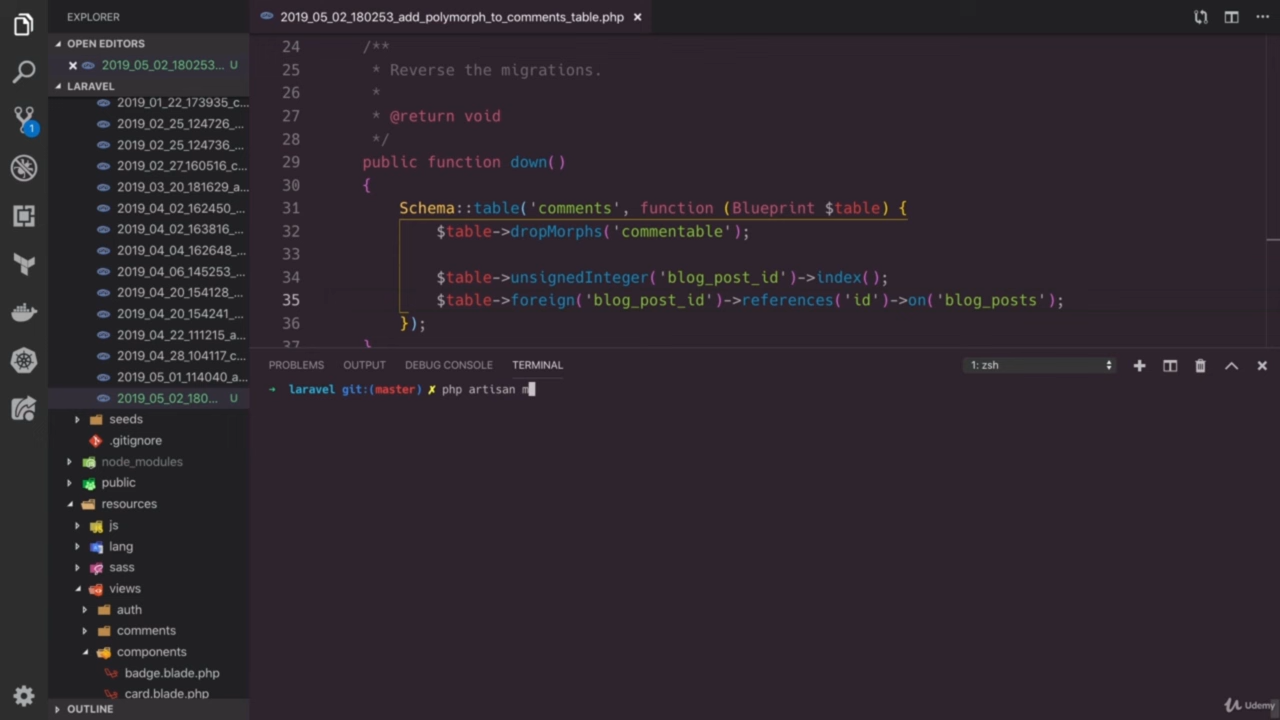 EXPLORER
2019_05_02_180253_add_polymorph_to_comments_table.php
OPEN EDITORS
2019_05_02_180253... U
LARAVEL
2019_01_22_173935_c...
2019_02_25_124726_...
2019_02_25_124736_...
2019_02_27_160516_c...
2019_03_20_181629_a...
2019_04_02_162450_...
2019_04_02_163816_...
2019_04_04_162648_...
2019_04_06_145253_...
2019_04_20_154128_...
2019_04_20_154241_...
2019_04_22_111215_a...
2019_04_28_104117_c...
2019_05_01_114040_a...
2019_05_02_180... U
seeds
.gitignore
node_modules
public
resources
js
lang
sass
views
auth
comments
components
badge.blade.php
card.blade.php
OUTLINE
1
24 /**
25 * Reverse the migrations.
26 *
27 * @return void
28 */
29 public function down()
30 {
31 Schema::table('comments', function (Blueprint $table) {
32 $table->dropMorphs('commentable');
33
34 $table->unsignedInteger('blog_post_id')->index();
35 $table->foreign('blog_post_id')->references('id')->on('blog_posts');
36 });
37 }
PROBLEMS OUTPUT DEBUG CONSOLE TERMINAL 1: zsh
→ laravel git:(master) ✗ php artisan m
Udemy